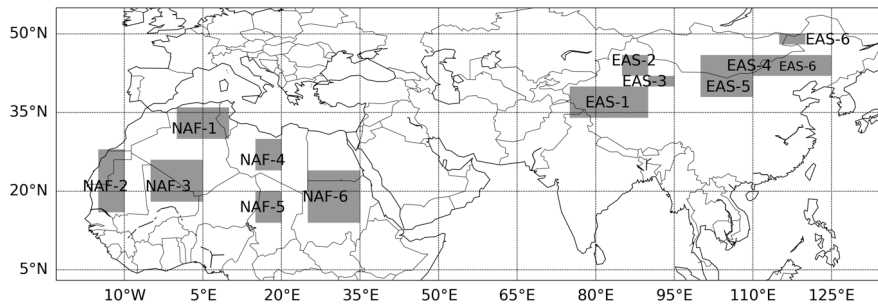 50°N
EAS-6
EAS-2
EAS-4
EAS-6
EAS-3
EAS-5
EAS-1
35°N
NAF-1
NAF-4
NAF-2
NAF-3
NAF-6
20°N
NAF-5
5°N
10°W 5°E 20°E 35°E 50°E 65°E 80°E 95°E 110°E 125°E